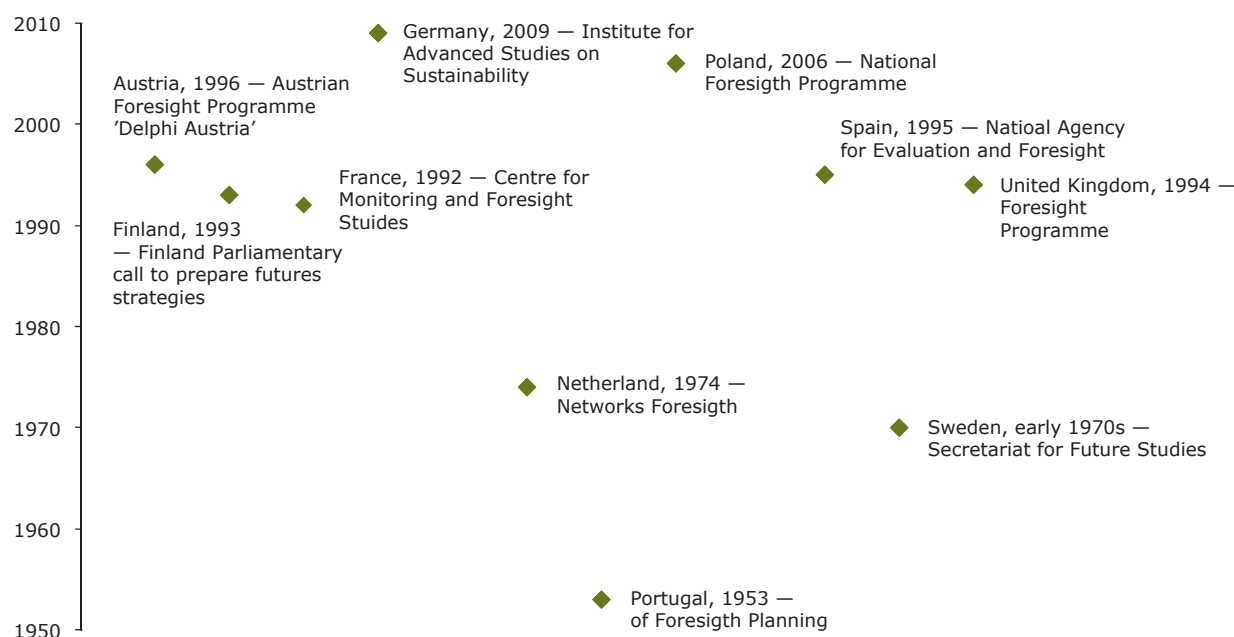 2010
2000
1990
1980
1970
1960
1950
Germany, 2009 — Institute for
Advanced Studies on
Sustainability
Poland, 2006 — National
Foresigth Programme
Austria, 1996 — Austrian
Foresight Programme
’Delphi Austria’
Spain, 1995 — Natioal Agency
for Evaluation and Foresight
France, 1992 — Centre for
Monitoring and Foresight
Stuides
United Kingdom, 1994 —
Foresight
Programme
Finland, 1993
— Finland Parliamentary
call to prepare futures
strategies
Netherland, 1974 —
Networks Foresigth
Sweden, early 1970s —
Secretariat for Future Studies
Portugal, 1953 —
of Foresigth Planning